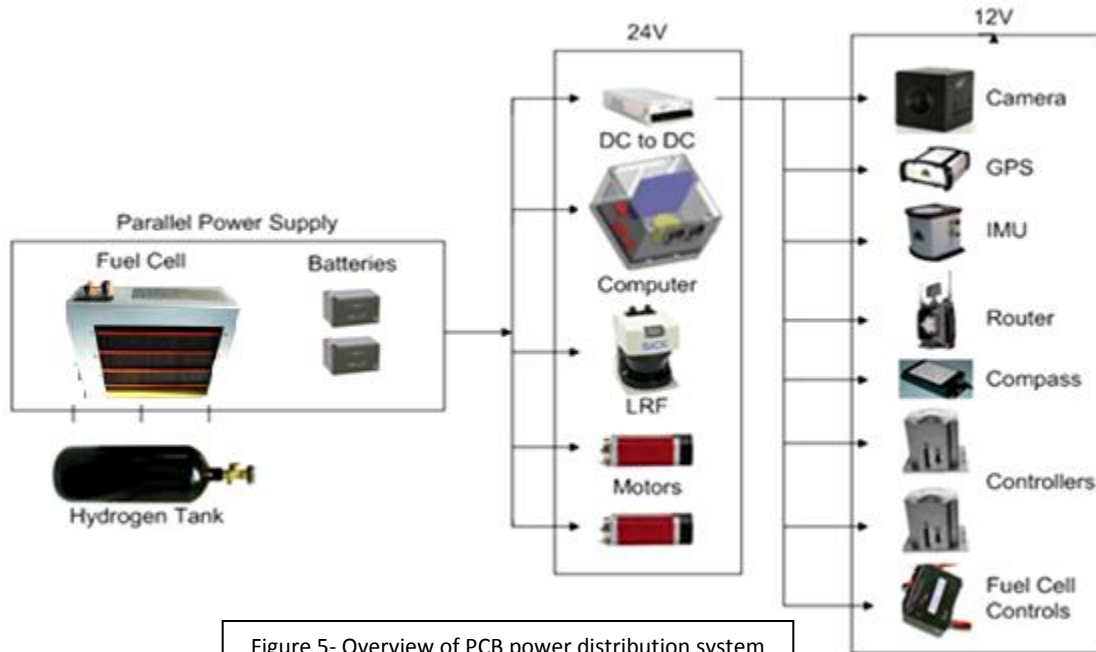 24V
12V
DC to DC
Camera
GPS
Computer
IMU
Parallel Power Supply
Fuel Cell
Batteries
SICK
LRF
Router
Compass
Motors
Controllers
Hydrogen Tank
Fuel Cell
Controls
Figure 5- Overview of PCB power distribution system